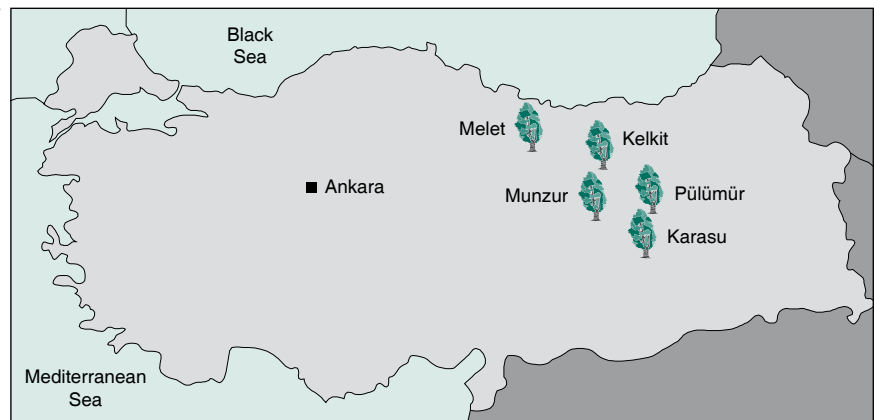 Black
Sea
Melet
Kelkit
Ankara
Munzur
Pülümür
Karasu
Mediterranean
Sea